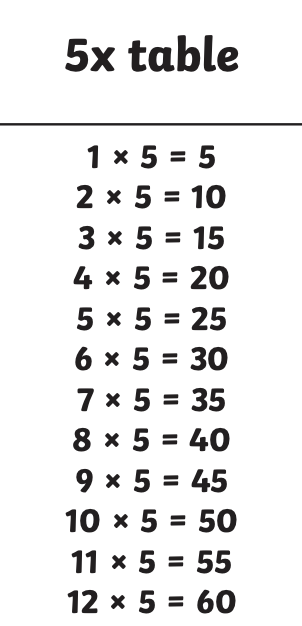 5x table
1 × 5 = 5
2 × 5 = 10
3 × 5 = 15
4 × 5 = 20
5 × 5 = 25
6 × 5 = 30
7 × 5 = 35
8 × 5 = 40
9 × 5 = 45
10 × 5 = 50
11 × 5 = 55
12 × 5 = 60